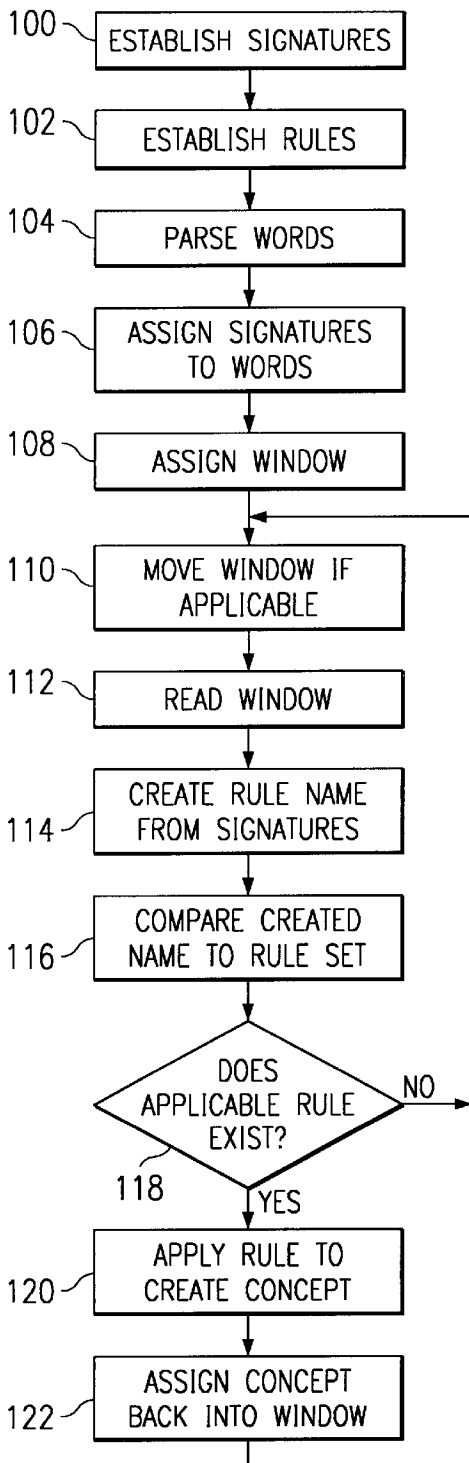 100
ESTABLISH SIGNATURES
102
ESTABLISH RULES
104
PARSE WORDS
106
ASSIGN SIGNATURES
TO WORDS
108
ASSIGN WINDOW
110
MOVE WINDOW IF
APPLICABLE
112
READ WINDOW
114
CREATE RULE NAME
FROM SIGNATURES
116
COMPARE CREATED
NAME TO RULE SET
DOES
APPLICABLE RULE
EXIST?
NO
118
YES
120
APPLY RULE TO
CREATE CONCEPT
122
ASSIGN CONCEPT
BACK INTO WINDOW